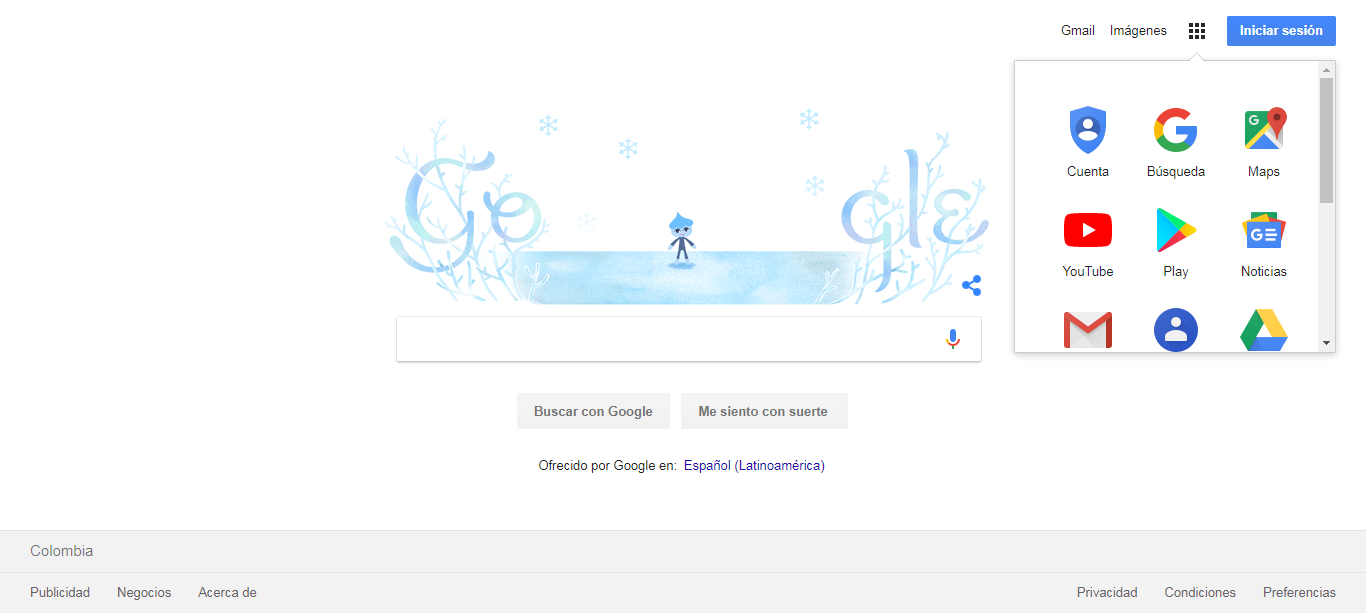 Gmail Imágenes Iniciar sesión
Google
Cuenta Búsqueda Maps
YouTube Play Noticias
Buscar con Google Me siento con suerte
Ofrecido por Google en: Español (Latinoamérica)
Colombia
Publicidad Negocios Acerca de Privacidad Condiciones Preferencias